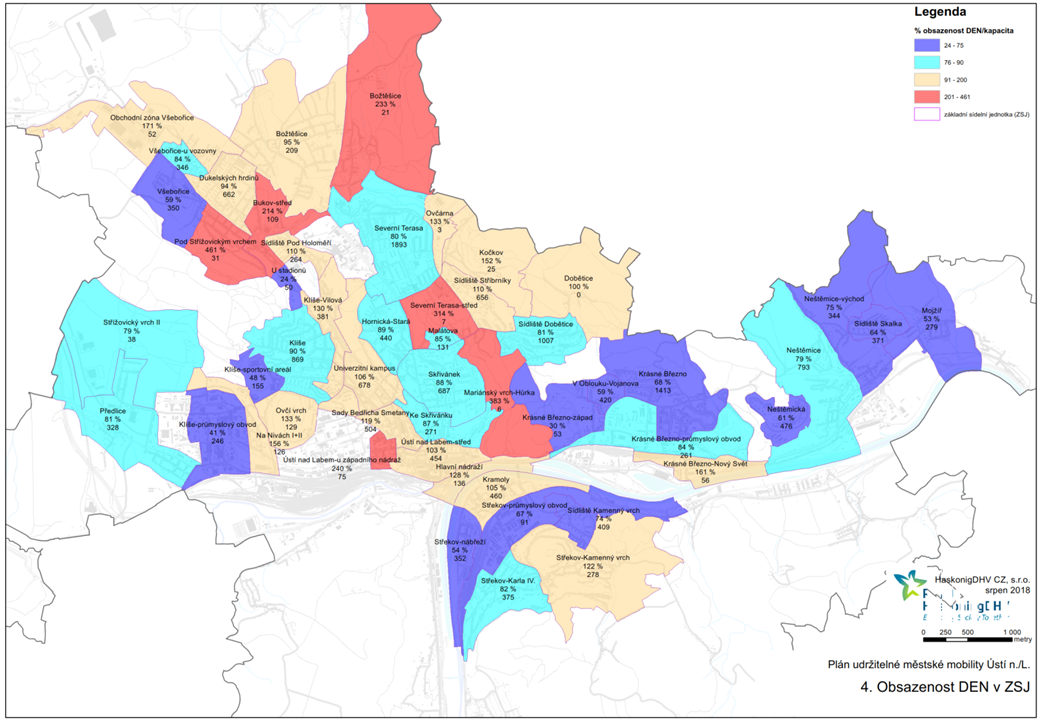 Legenda
% obsazenost DEN/kapacita
24 - 75
76 - 90
91 - 200
201 - 461
základní sídelní jednotka (ZSJ)
Božtěšice
233 %
21
Obchodní zóna Všebořice
171 %
52
Božtěšice
95 %
209
Všebořice-u vozovny
84 %
346
Dukelských hrdinů
94 %
662
Všebořice
59 %
350
Bukov-střed
214 %
109
Ovčárna
133 %
3
Severní Terasa
80 %
1893
Pod Střížovickým vrchem
461 %
31
Sídliště Pod Holoměří
110 %
264
Kočkov
152 %
25
U stadionů
24 %
50
Sídliště Stříbrníky
110 %
656
Dobětice
100 %
0
Klíše-Vilová
130 %
381
Severní Terasa-střed
314 %
7
Neštěmice-východ
75 %
344
Mojžíř
53 %
279
Střížovický vrch II
79 %
38
Hornická-Stará
89 %
440
Malátova
85 %
131
Sídliště Dobětice
81 %
1007
Sídliště Skalka
64 %
371
Klíše
90 %
869
Neštěmice
79 %
793
Klíše-sportovní areál
48 %
155
Univerzitní kampus
106 %
678
Skřivánek
88 %
687
Krásné Březno
68 %
1413
V Oblouku-Vojanova
59 %
420
Mariánský vrch-Hůrka
383 %
6
Předlice
81 %
328
Ovčí vrch
133 %
129
Sady Bedřicha Smetany
119 %
504
Ke Skřivánku
87 %
271
Krásné Březno-západ
30 %
53
Neštěmická
61 %
476
Klíše-průmyslový obvod
41 %
246
Na Nivách I+II
156 %
126
Ústí nad Labem-střed
103 %
454
Krásné Březno-průmyslový obvod
84 %
261
Ústí nad Labem-u západního nádraží
240 %
75
Hlavní nádraží
128 %
136
Krásné Březno-Nový Svět
161 %
56
Kramoly
105 %
460
Střekov-průmyslový obvod
67 %
91
Sídliště Kamenný vrch
74 %
409
Střekov-nábřeží
54 %
352
Střekov-Kamenný vrch
122 %
278
Střekov-Karla IV.
82 %
375
HaskonigDHV CZ, s.r.o.
srpen 2018
0 250 500 1 000
metry
Plán udržitelné městské mobility Ústí n./L.
4. Obsazenost DEN v ZSJ